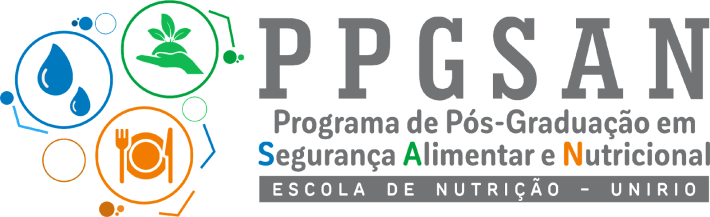 PPGSAN
Programa de Pós-Graduação em
Segurança Alimentar e Nutricional
ESCOLA DE NUTRIÇÃO - UNIRIO